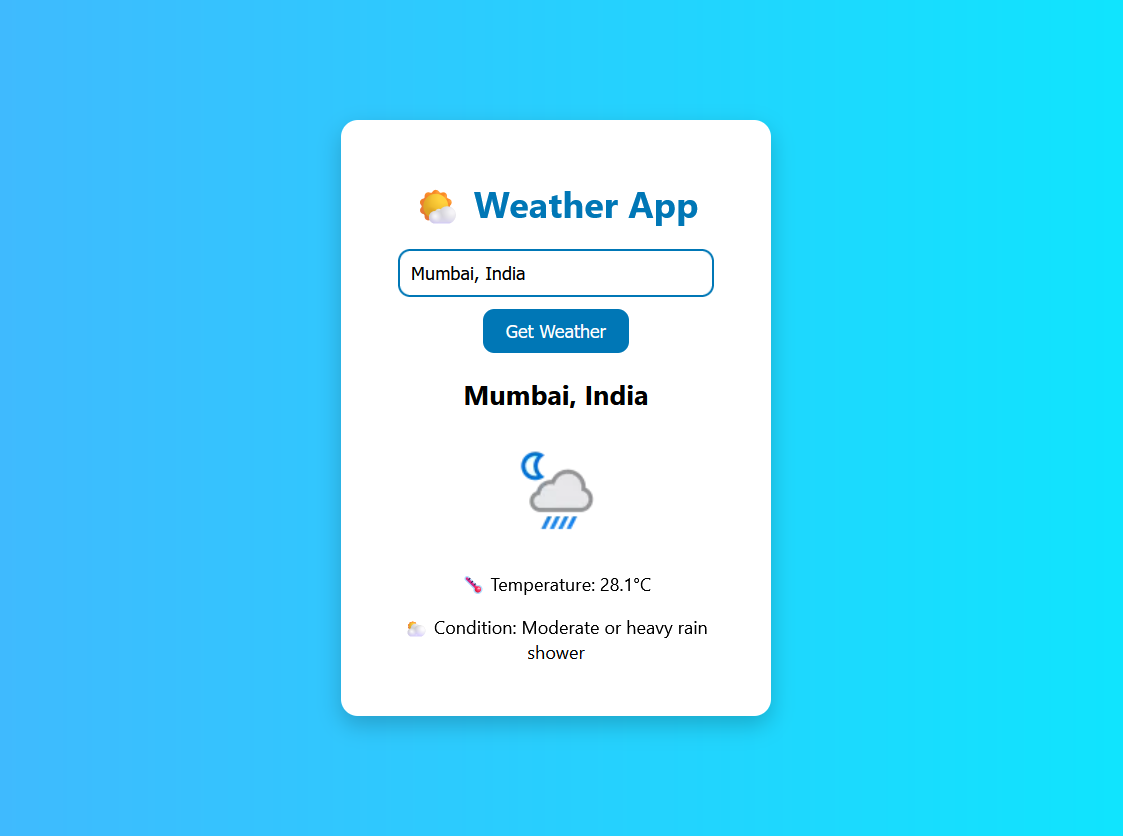 Weather App
Mumbai, India
Get Weather
Mumbai, India
Temperature: 28.1°C
Condition: Moderate or heavy rain
shower